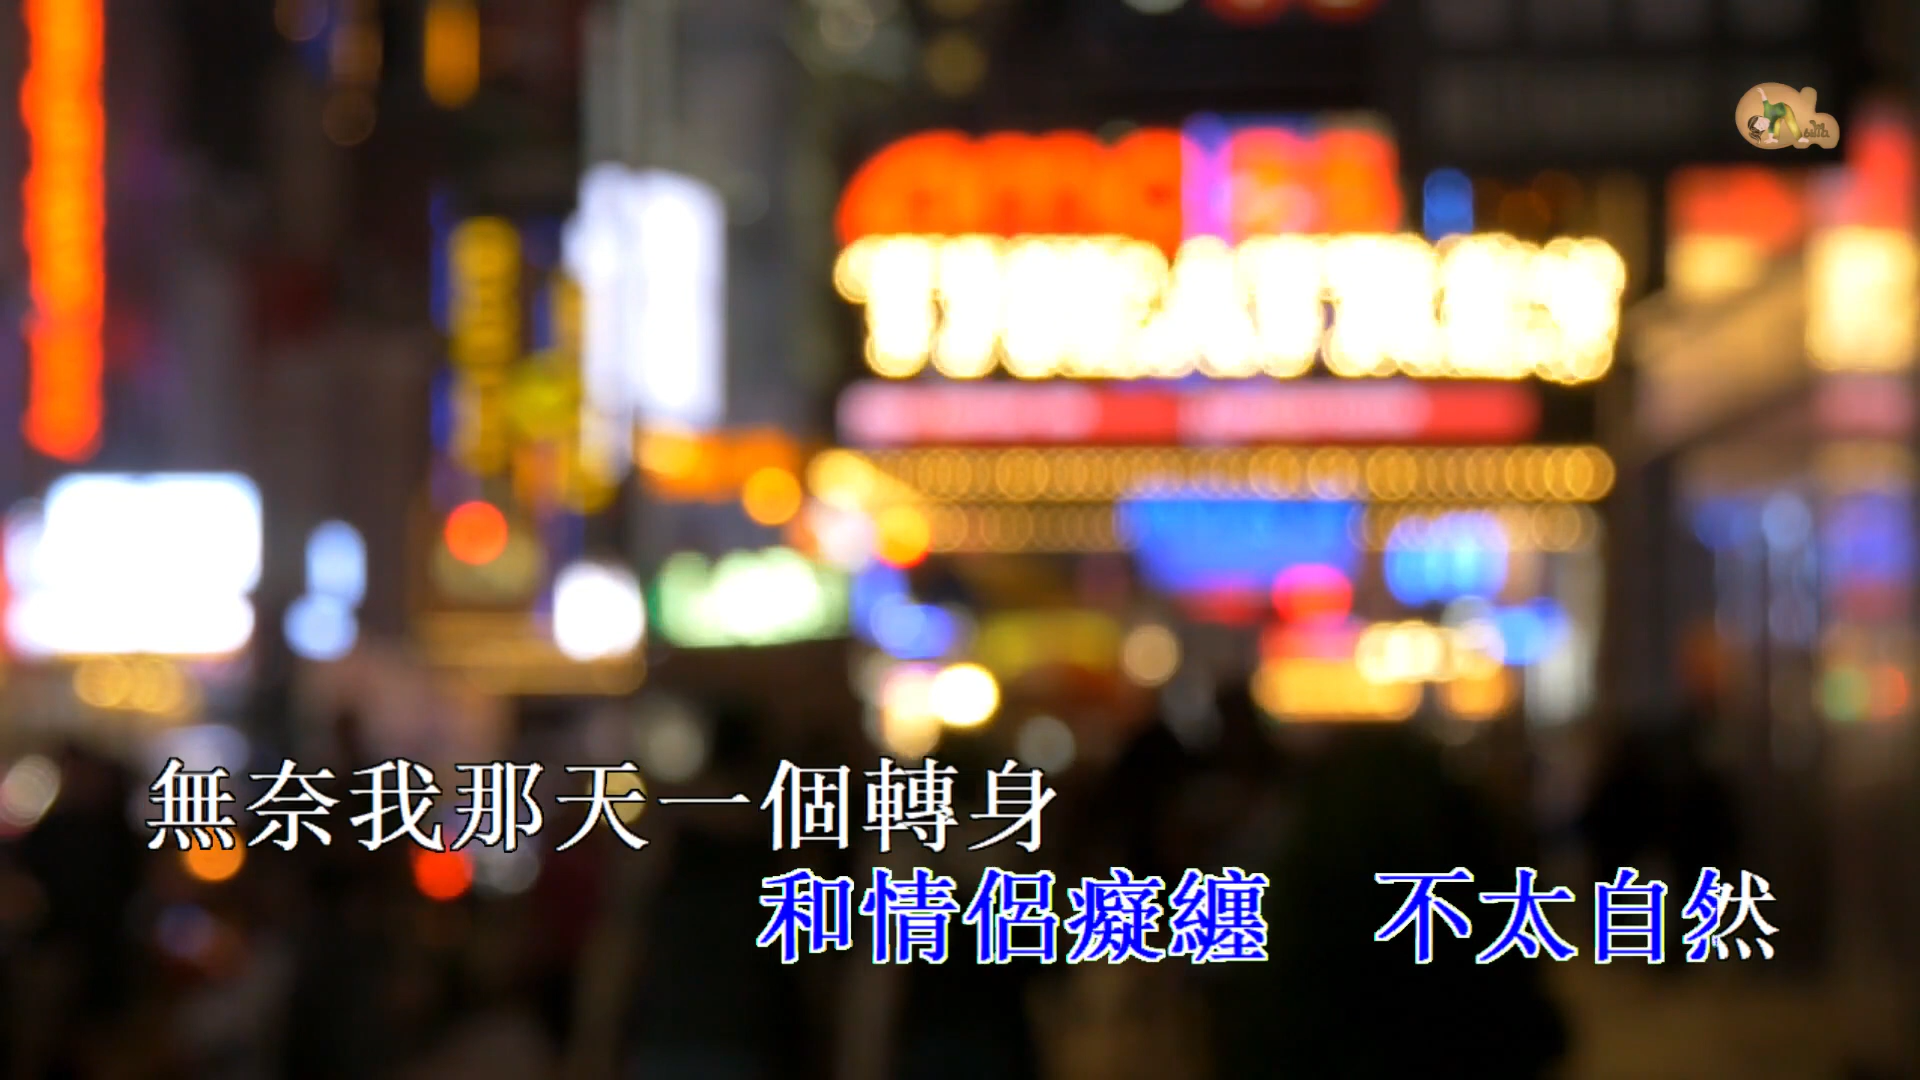 無奈我那天一個轉身
和情侶癡纏 不太自然